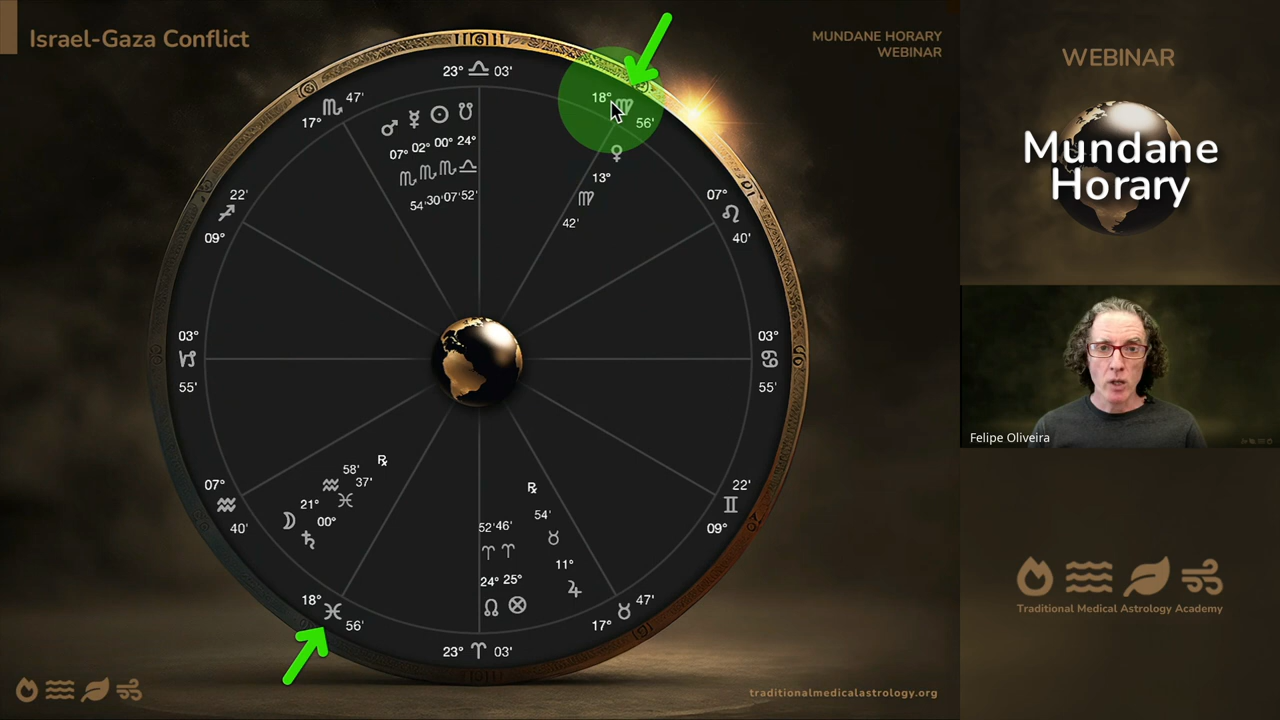 Israel-Gaza Conflict
MUNDANE HORARY
WEBINAR
WEBINAR
Mundane
Horary
23° ♎ 03'
18° ♍ 56'
07° ♌ 40'
03° ♋ 55'
22' ♊ 09°
17° ♉ 47'
23° ♈ 03'
18° ♓ 56'
07° ♒ 40'
03° ♑ 55'
22' ♐ 09°
17° ♏ 47'
♂ ☿ ☉ ☋
07° 02° 00° 24°
♏ ♏ ♏ ♎
54' 30' 07' 52'
♀
13°
♍
42'
☽ 21° ♒ 58'
♄ 00° ♓ 37' ℞
52' 46'
♈ ♈
24° 25°
☊ ⊗
℞
54'
♉
11°
♃
Felipe Oliveira
Traditional Medical Astrology Academy
traditionalmedicalastrology.org